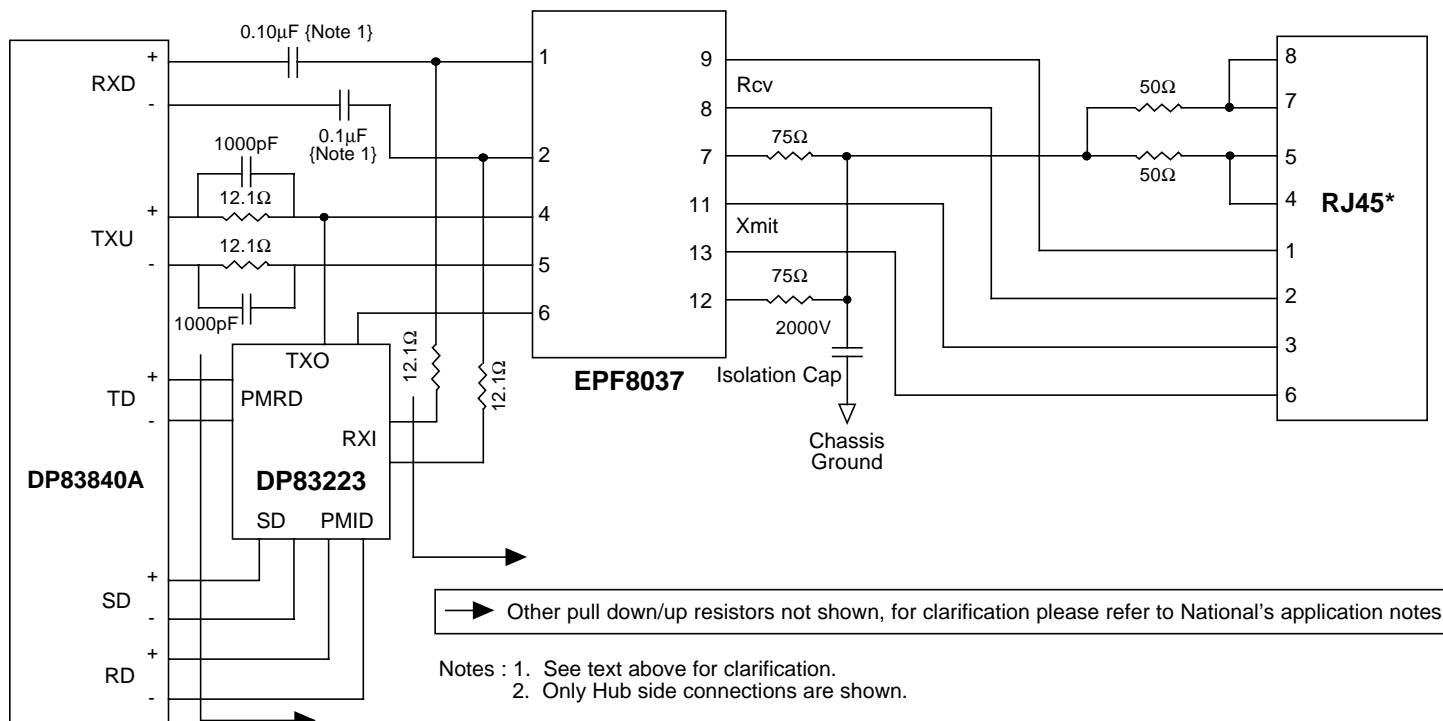 0.10µF {Note 1}
+
RXD
-
0.1µF
{Note 1}
1000pF
12.1Ω
+
TXU
-
12.1Ω
1000pF
+
TD
-
DP83840A
+
SD
-
+
RD
-
TXO
PMRD
RXI
DP83223
SD PMID
12.1Ω
12.1Ω
1
2
4
5
6
9
8
7
11
13
12
EPF8037
Rcv
75Ω
Xmit
75Ω
2000V
Isolation Cap
Chassis
Ground
50Ω
50Ω
8
7
5
4
1
2
3
6
RJ45*
Other pull down/up resistors not shown, for clarification please refer to National's application notes
Notes : 1. See text above for clarification.
2. Only Hub side connections are shown.